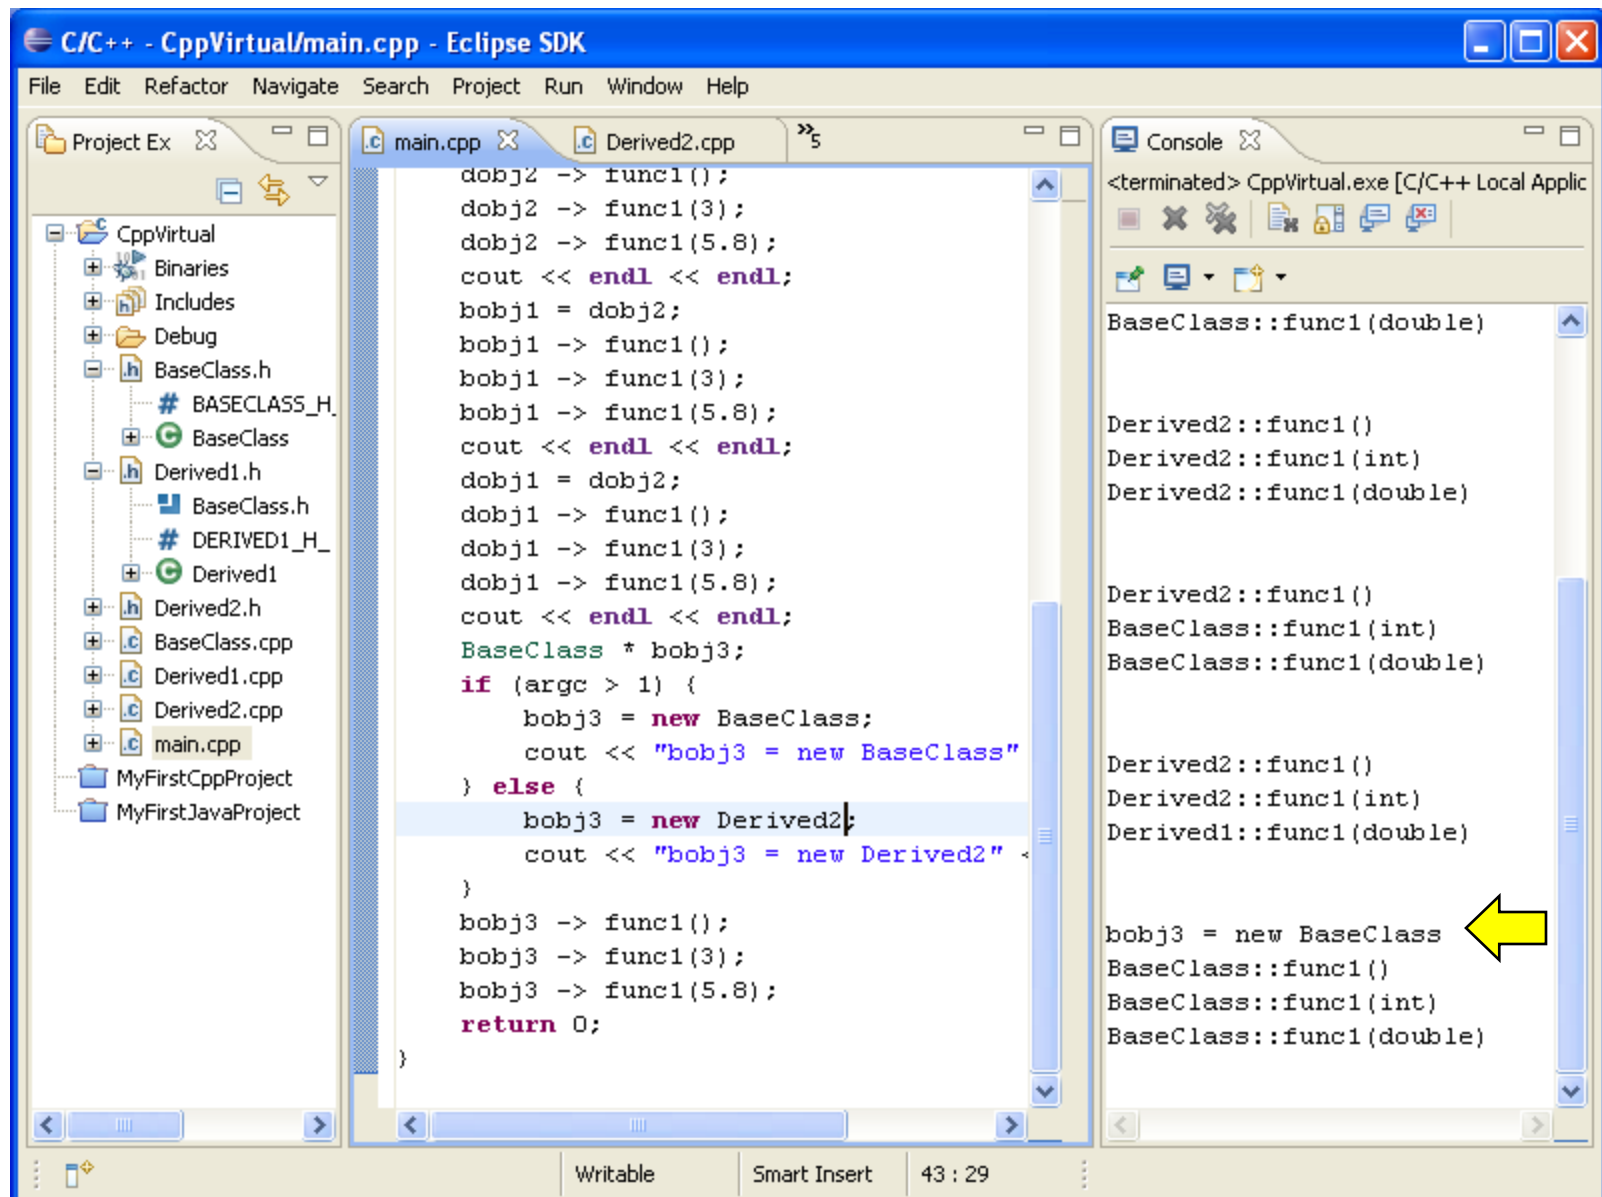 C/C++ - CppVirtual/main.cpp - Eclipse SDK
File Edit Refactor Navigate Search Project Run Window Help
Project Ex
CppVirtual
Binaries
Includes
Debug
BaseClass.h
# BASECLASS_H_
BaseClass
Derived1.h
BaseClass.h
# DERIVED1_H_
Derived1
Derived2.h
BaseClass.cpp
Derived1.cpp
Derived2.cpp
main.cpp
MyFirstCppProject
MyFirstJavaProject
main.cpp Derived2.cpp »5
dobj2 -> func1();
dobj2 -> func1(3);
dobj2 -> func1(5.8);
cout << endl << endl;
bobj1 = dobj2;
bobj1 -> func1();
bobj1 -> func1(3);
bobj1 -> func1(5.8);
cout << endl << endl;
dobj1 = dobj2;
dobj1 -> func1();
dobj1 -> func1(3);
dobj1 -> func1(5.8);
cout << endl << endl;
BaseClass * bobj3;
if (argc > 1) {
bobj3 = new BaseClass;
cout << "bobj3 = new BaseClass"
} else {
bobj3 = new Derived2;
cout << "bobj3 = new Derived2" <
}
bobj3 -> func1();
bobj3 -> func1(3);
bobj3 -> func1(5.8);
return 0;
}
Console
<terminated> CppVirtual.exe [C/C++ Local Applic
BaseClass::func1(double)
Derived2::func1()
Derived2::func1(int)
Derived2::func1(double)
Derived2::func1()
BaseClass::func1(int)
BaseClass::func1(double)
Derived2::func1()
Derived2::func1(int)
Derived1::func1(double)
bobj3 = new BaseClass
BaseClass::func1()
BaseClass::func1(int)
BaseClass::func1(double)
Writable Smart Insert 43 : 29